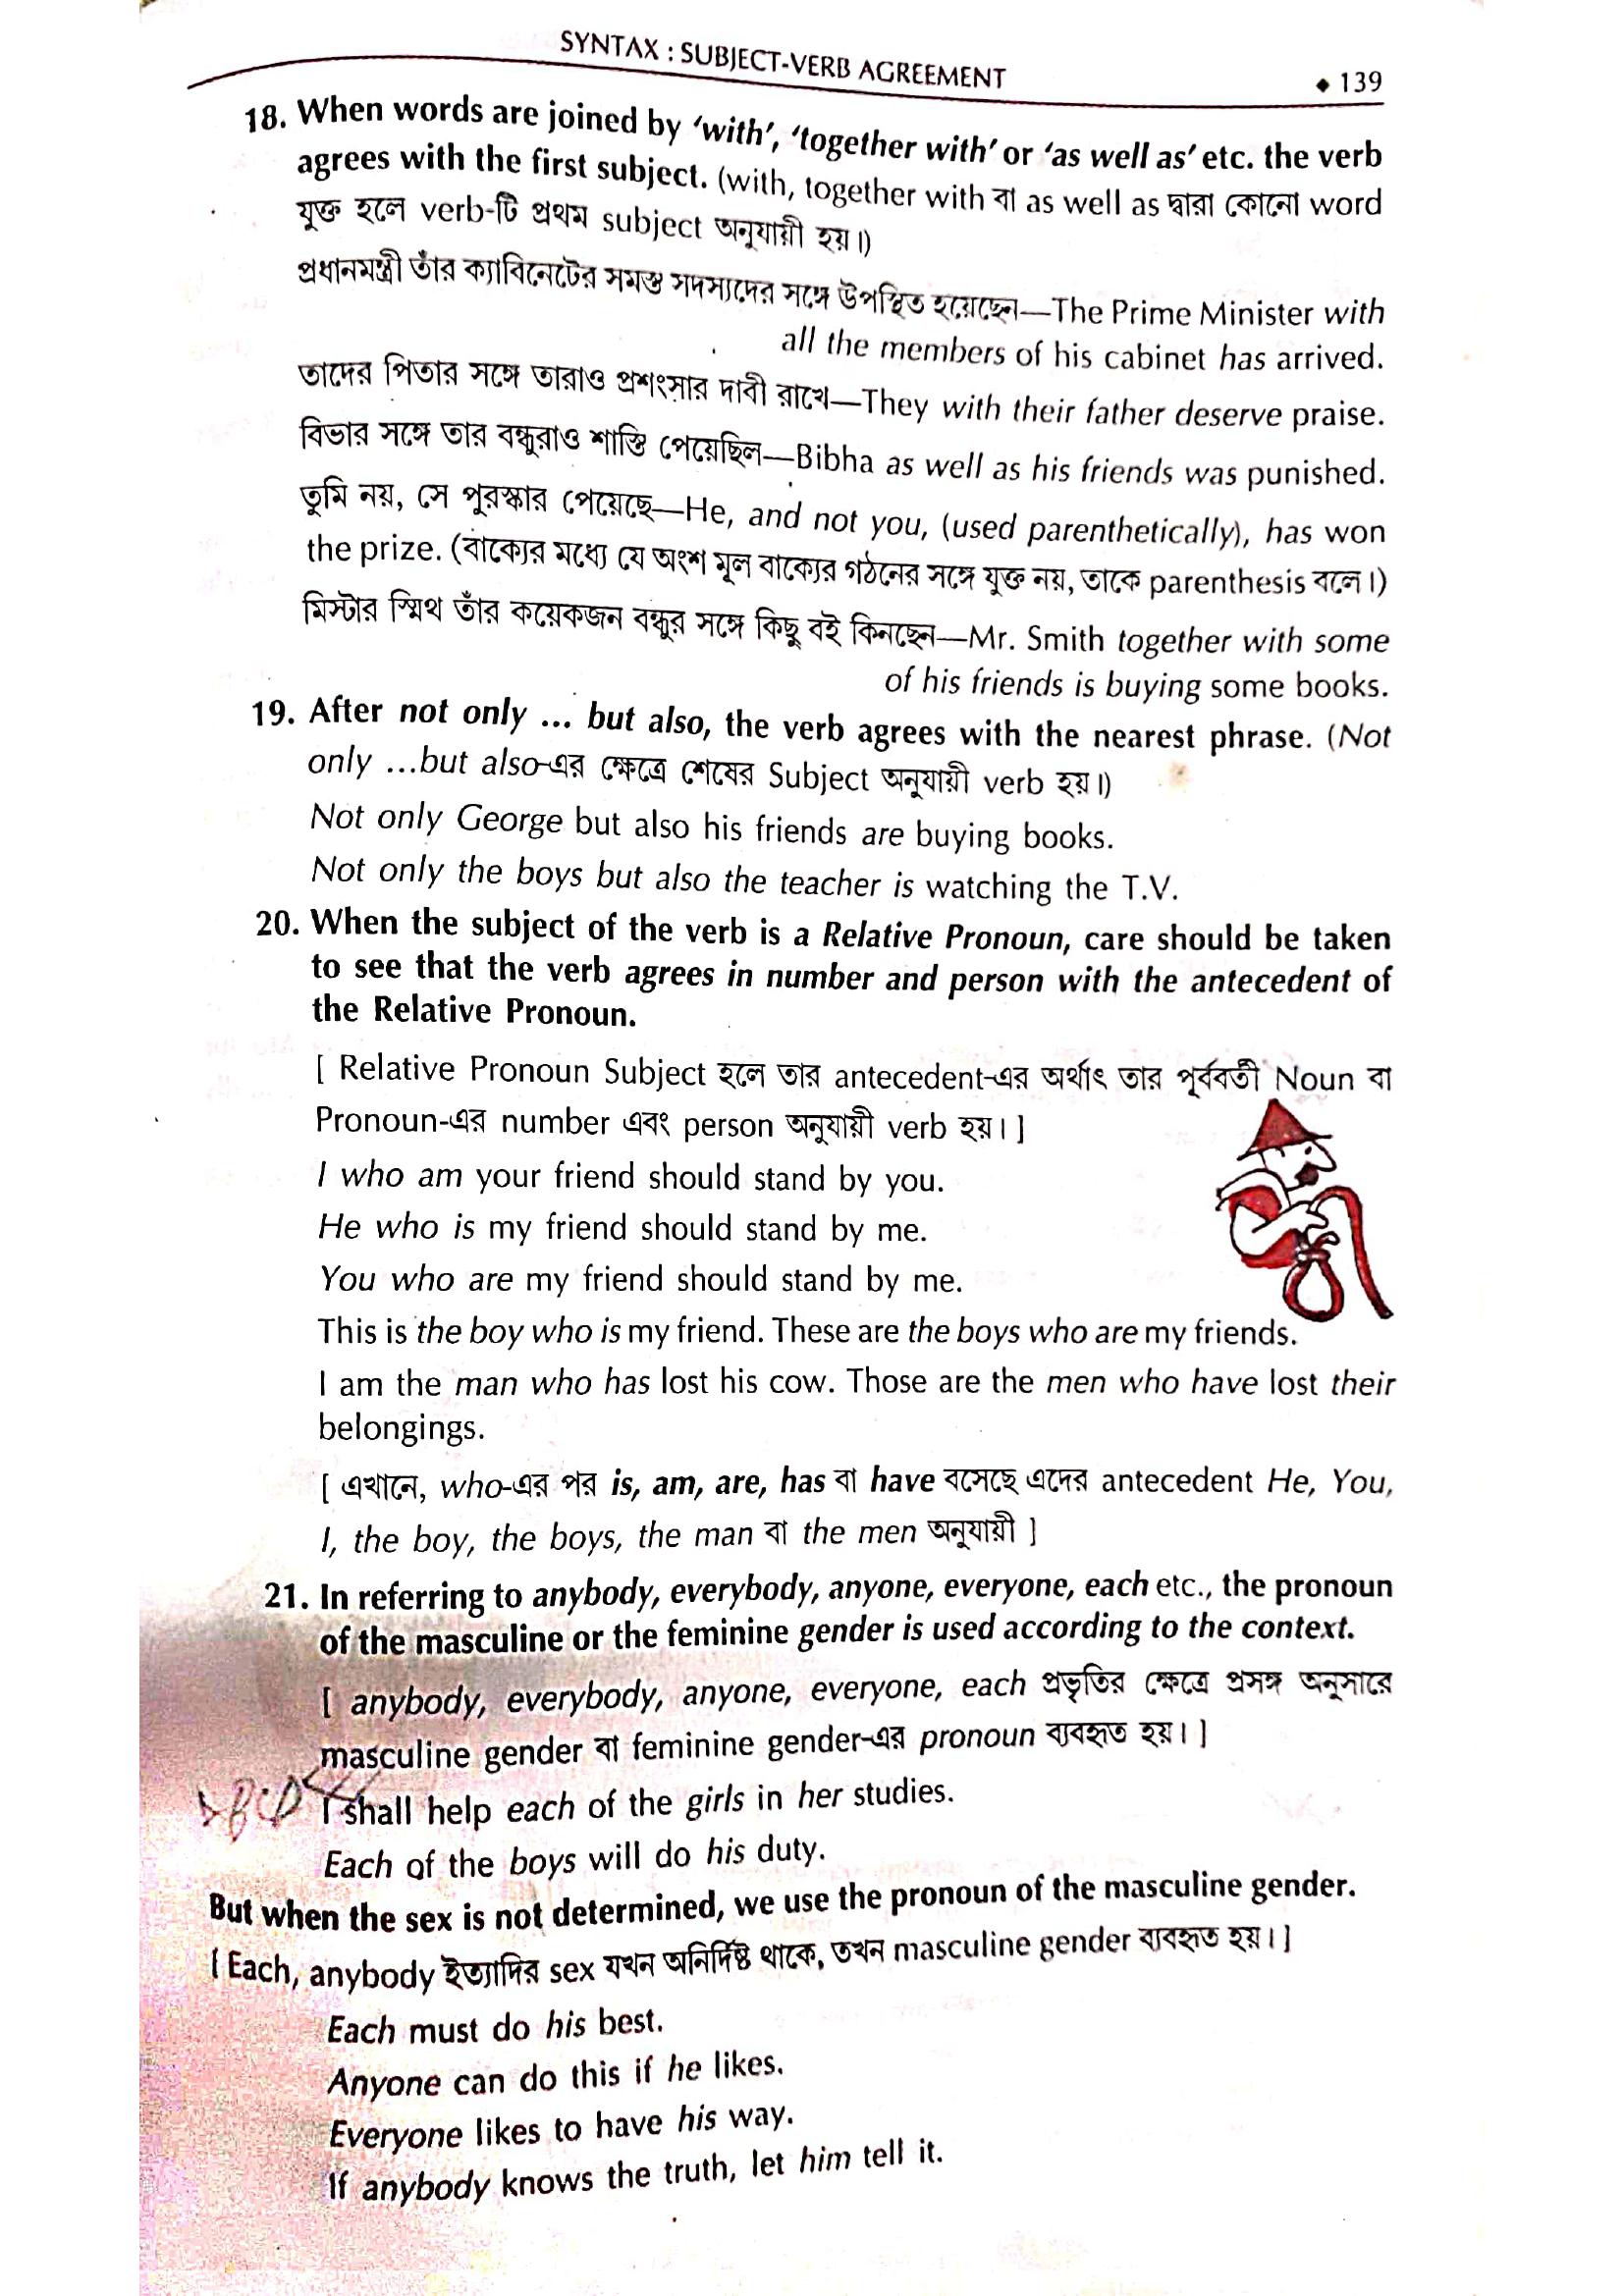 SYNTAX : SUBJECT-VERB AGREEMENT
◆ 139
18. When words are joined by ‘with’, ‘together with’ or ‘as well as’ etc. the verb
agrees with the first subject. (with, together with বা as well as দ্বারা কোনো word
যুক্ত হলে verb-টি প্রথম subject অনুযায়ী হয়।)
প্রধানমন্ত্রী তাঁর ক্যাবিনেটের সমস্ত সদস্যদের সঙ্গে উপস্থিত হয়েছেন—The Prime Minister with
all the members of his cabinet has arrived.
তাদের পিতার সঙ্গে তারাও প্রশংসার দাবী রাখে—They with their father deserve praise.
বিভার সঙ্গে তার বন্ধুরাও শাস্তি পেয়েছিল—Bibha as well as his friends was punished.
তুমি নয়, সে পুরস্কার পেয়েছে—He, and not you, (used parenthetically), has won
the prize. (বাক্যের মধ্যে যে অংশ মূল বাক্যের গঠনের সঙ্গে যুক্ত নয়, তাকে parenthesis বলে।)
মিস্টার স্মিথ তাঁর কয়েকজন বন্ধুর সঙ্গে কিছু বই কিনছেন—Mr. Smith together with some
of his friends is buying some books.
19. After not only ... but also, the verb agrees with the nearest phrase. (Not
only ...but also-এর ক্ষেত্রে শেষের Subject অনুযায়ী verb হয়।)
Not only George but also his friends are buying books.
Not only the boys but also the teacher is watching the T.V.
20. When the subject of the verb is a Relative Pronoun, care should be taken
to see that the verb agrees in number and person with the antecedent of
the Relative Pronoun.
[ Relative Pronoun Subject হলে তার antecedent-এর অর্থাৎ তার পূর্ববর্তী Noun বা
Pronoun-এর number এবং person অনুযায়ী verb হয়। ]
I who am your friend should stand by you.
He who is my friend should stand by me.
You who are my friend should stand by me.
This is the boy who is my friend. These are the boys who are my friends.
I am the man who has lost his cow. Those are the men who have lost their
belongings.
[ এখানে, who-এর পর is, am, are, has বা have বসেছে এদের antecedent He, You,
I, the boy, the boys, the man বা the men অনুযায়ী ]
21. In referring to anybody, everybody, anyone, everyone, each etc., the pronoun
of the masculine or the feminine gender is used according to the context.
[ anybody, everybody, anyone, everyone, each প্রভৃতির ক্ষেত্রে প্রসঙ্গ অনুসারে
masculine gender বা feminine gender-এর pronoun ব্যবহৃত হয়। ]
I shall help each of the girls in her studies.
Each of the boys will do his duty.
But when the sex is not determined, we use the pronoun of the masculine gender.
[ Each, anybody ইত্যাদির sex যখন অনির্দিষ্ট থাকে, তখন masculine gender ব্যবহৃত হয়। ]
Each must do his best.
Anyone can do this if he likes.
Everyone likes to have his way.
If anybody knows the truth, let him tell it.